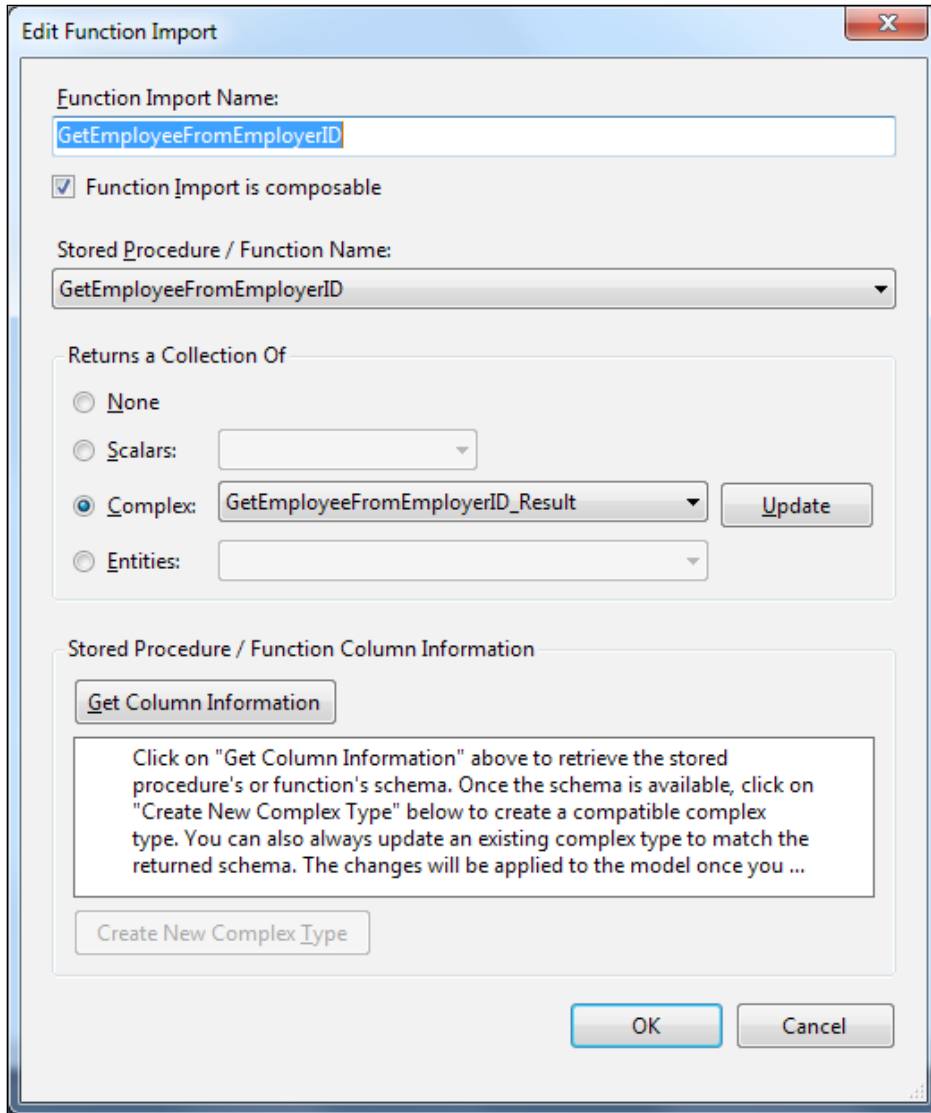 Edit Function Import
Function Import Name:
GetEmployeeFromEmployerID
Function Import is composable
Stored Procedure / Function Name:
GetEmployeeFromEmployerID
Returns a Collection Of
None
Scalars:
Complex: GetEmployeeFromEmployerID_Result Update
Entities:
Stored Procedure / Function Column Information
Get Column Information
Click on "Get Column Information" above to retrieve the stored
procedure's or function's schema. Once the schema is available, click on
"Create New Complex Type" below to create a compatible complex
type. You can also always update an existing complex type to match the
returned schema. The changes will be applied to the model once you ...
Create New Complex Type
OK Cancel